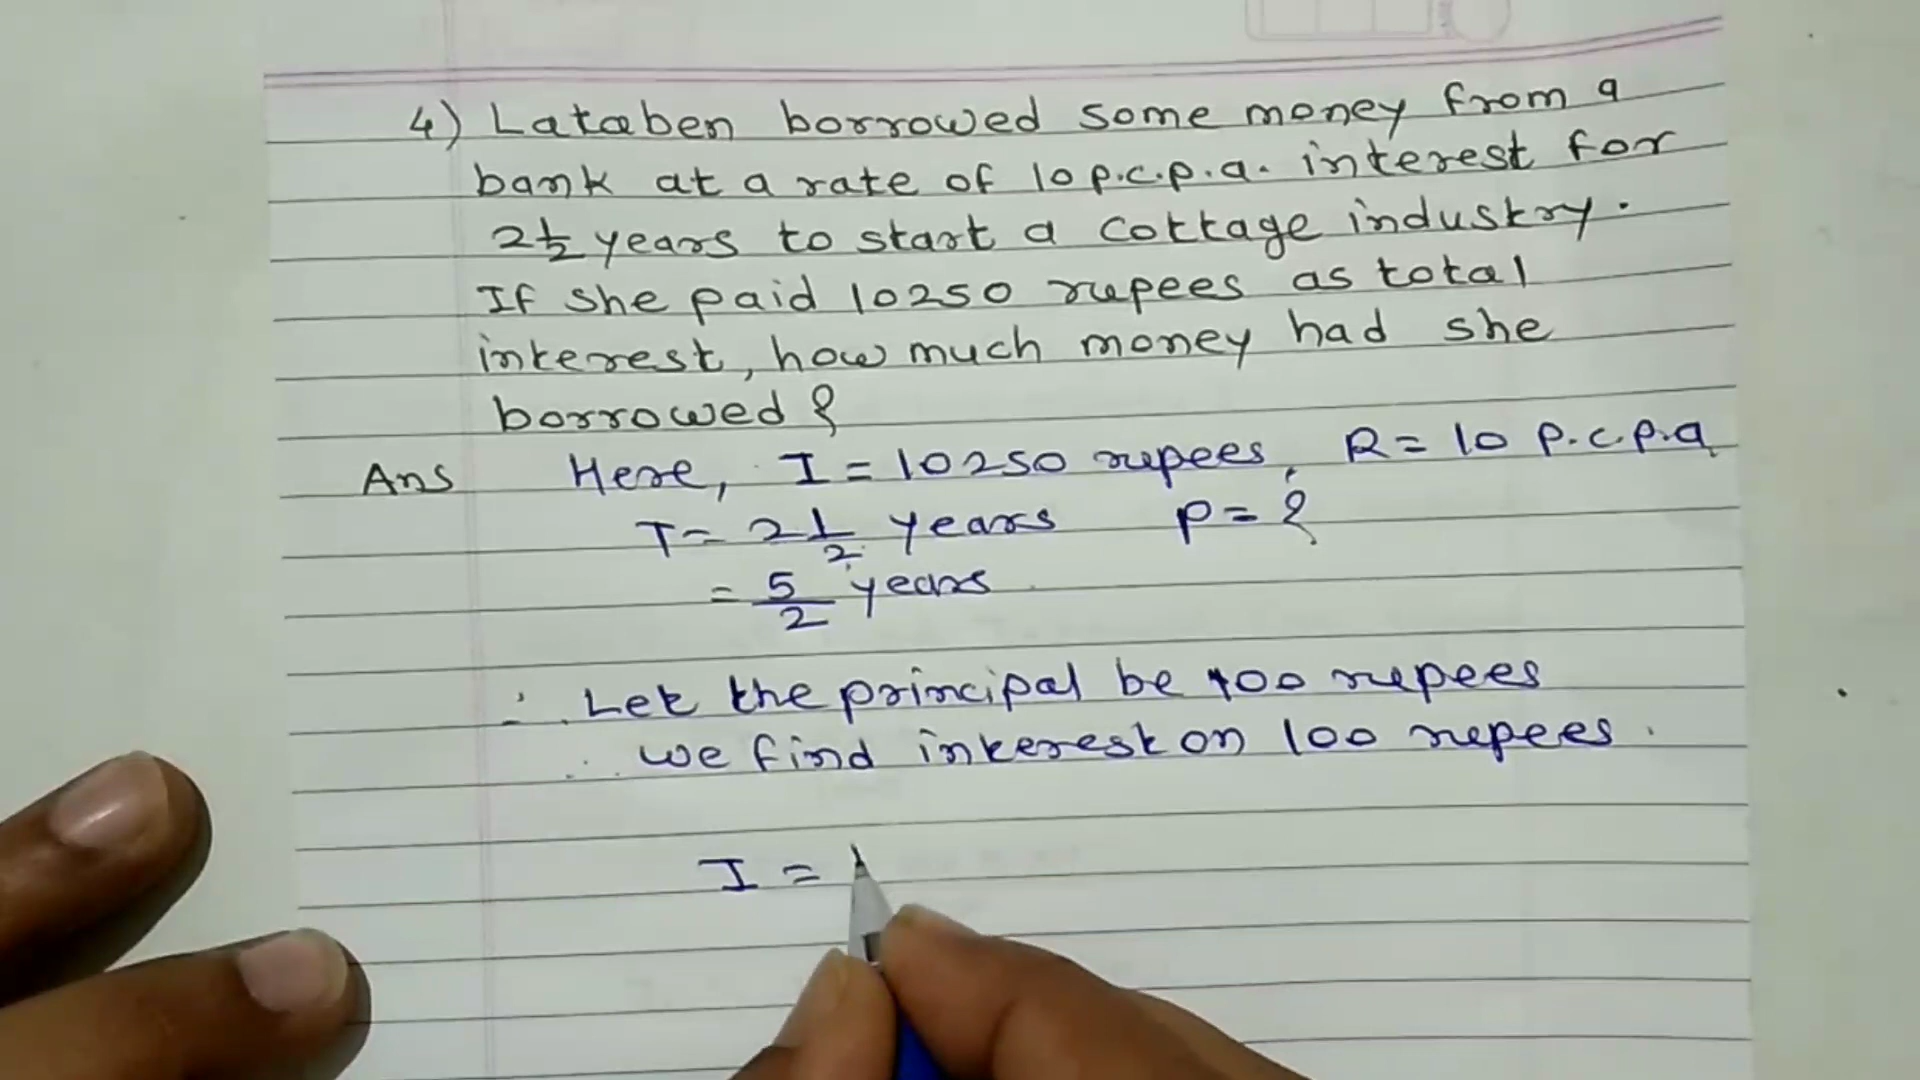 4) Lataben borrowed some money from a
bank at a rate of 10 p.c.p.a. interest for
2 1/2 years to start a cottage industry.
If she paid 10250 rupees as total
interest, how much money had she
borrowed ?
Ans Here, I = 10250 rupees, R = 10 P.C.P.A
T = 2 1/2 years P = ?
= 5/2 years
∴ Let the principal be 100 rupees
∴ we find interest on 100 rupees.
I =